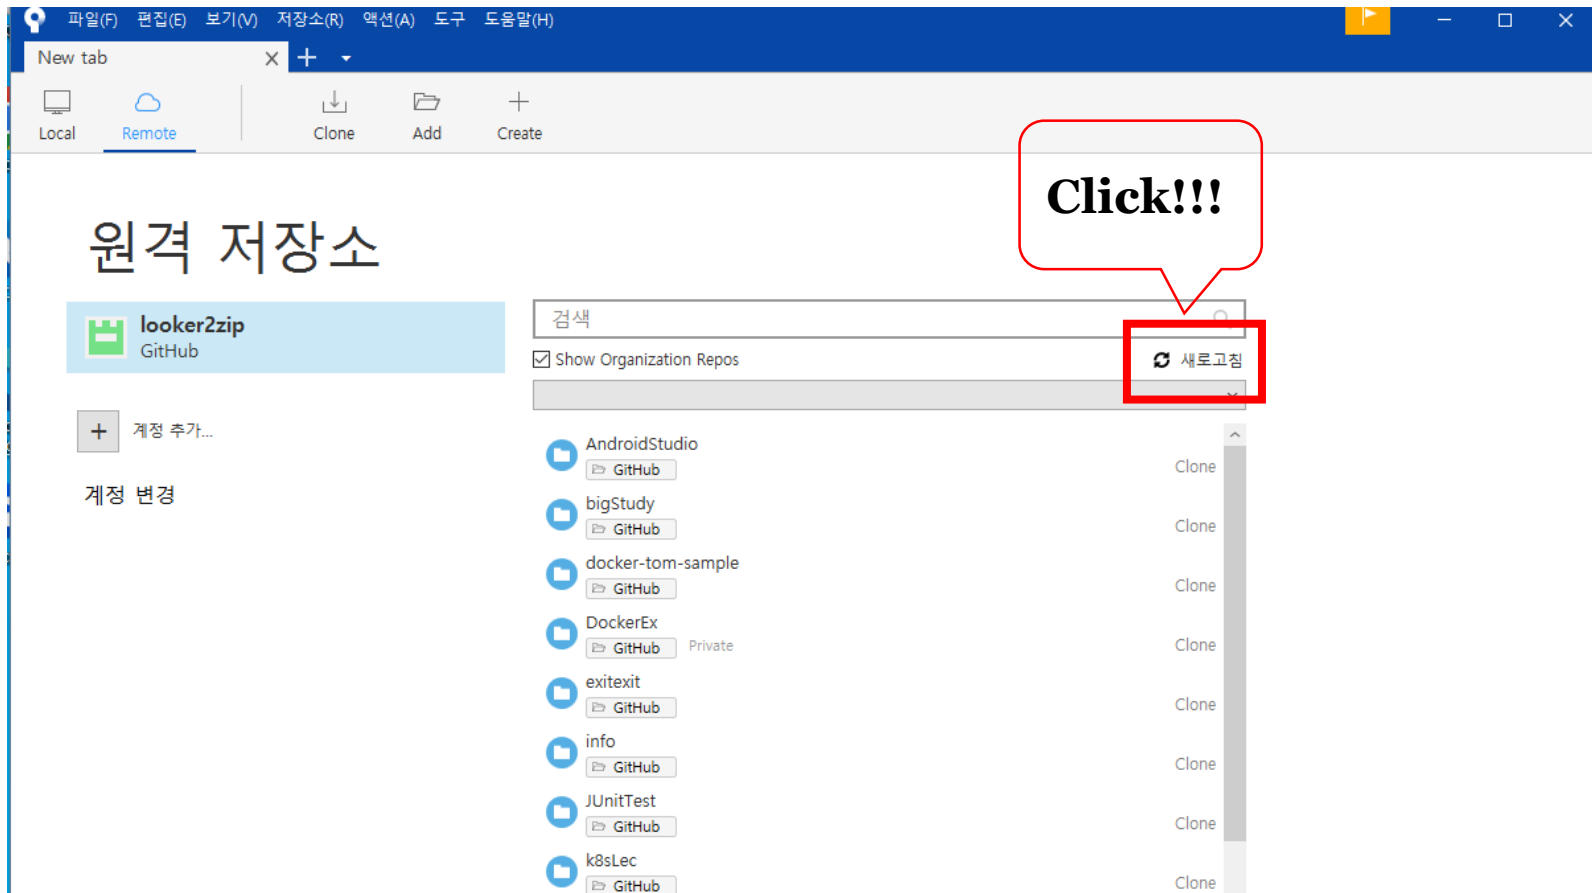 파일(F) 편집(E) 보기(V) 저장소(R) 액션(A) 도구 도움말(H)
New tab
Local Remote Clone Add Create
Click!!!
원격 저장소
looker2zip
GitHub
계정 추가...
계정 변경
검색
Show Organization Repos 새로고침
AndroidStudio
GitHub Clone
bigStudy
GitHub Clone
docker-tom-sample
GitHub Clone
DockerEx
GitHub Private Clone
exitexit
GitHub Clone
info
GitHub Clone
JUnitTest
GitHub Clone
k8sLec
GitHub Clone